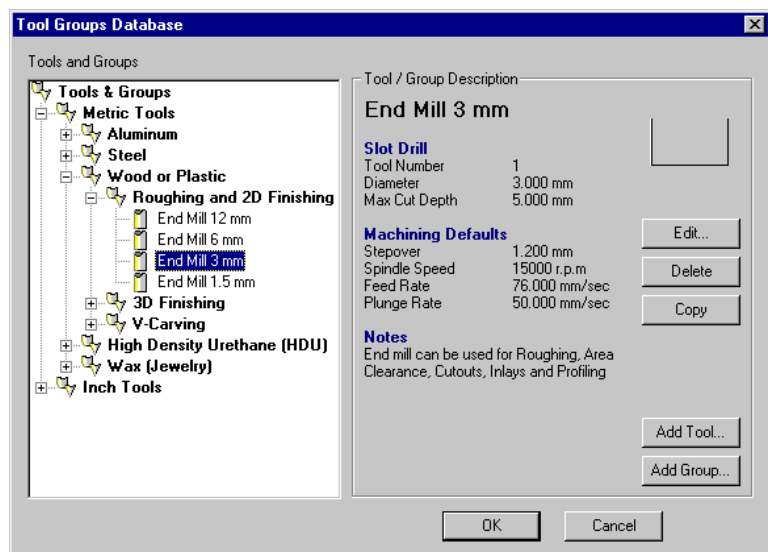 Tool Groups Database
Tools and Groups
Tools & Groups
Metric Tools
Aluminum
Steel
Wood or Plastic
Roughing and 2D Finishing
End Mill 12 mm
End Mill 6 mm
End Mill 3 mm
End Mill 1.5 mm
3D Finishing
V-Carving
High Density Urethane (HDU)
Wax (Jewelry)
Inch Tools
Tool / Group Description
End Mill 3 mm
Slot Drill
Tool Number 1
Diameter 3.000 mm
Max Cut Depth 5.000 mm
Machining Defaults
Stepover 1.200 mm
Spindle Speed 15000 r.p.m
Feed Rate 76.000 mm/sec
Plunge Rate 50.000 mm/sec
Notes
End mill can be used for Roughing, Area
Clearance, Cutouts, Inlays and Profiling
Edit...
Delete
Copy
Add Tool...
Add Group...
OK
Cancel